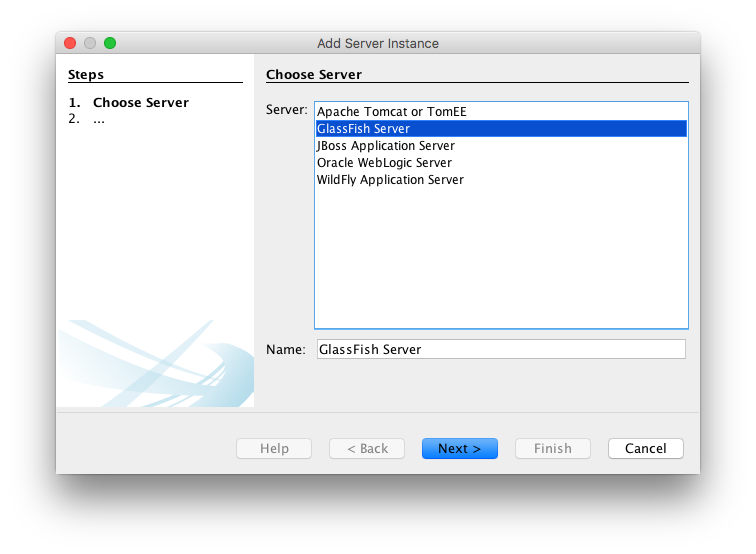 Add Server Instance
Steps
1. Choose Server
2. ...
Choose Server
Server:
Apache Tomcat or TomEE
GlassFish Server
JBoss Application Server
Oracle WebLogic Server
WildFly Application Server
Name: GlassFish Server
Help < Back Next > Finish Cancel